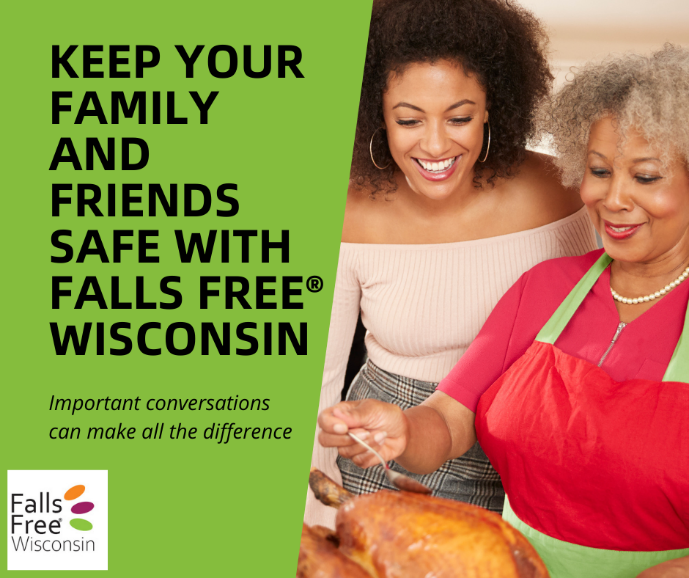 KEEP YOUR
FAMILY
AND
FRIENDS
SAFE WITH
FALLS FREE®
WISCONSIN
Important conversations
can make all the difference
Falls
Free®
Wisconsin